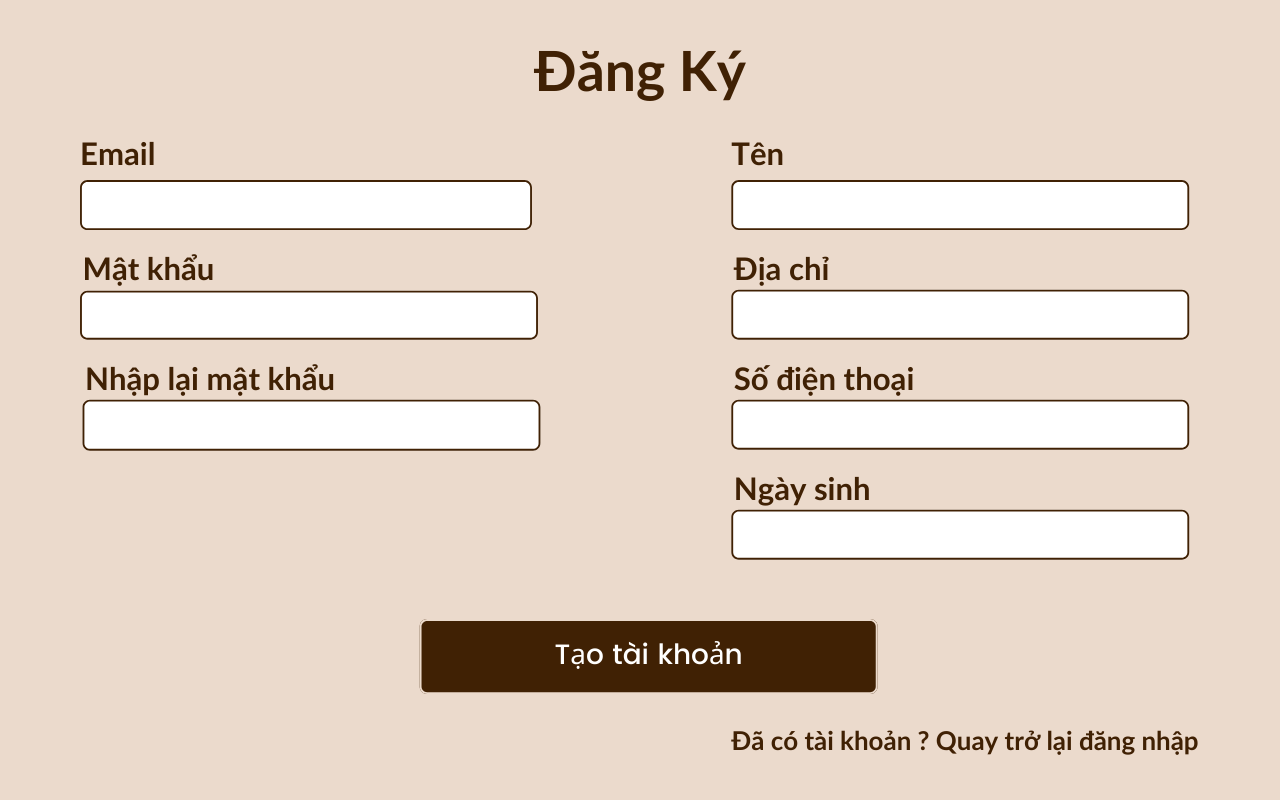 Đăng Ký
Email
Mật khẩu
Nhập lại mật khẩu
Tên
Địa chỉ
Số điện thoại
Ngày sinh
Tạo tài khoản
Đã có tài khoản ? Quay trở lại đăng nhập